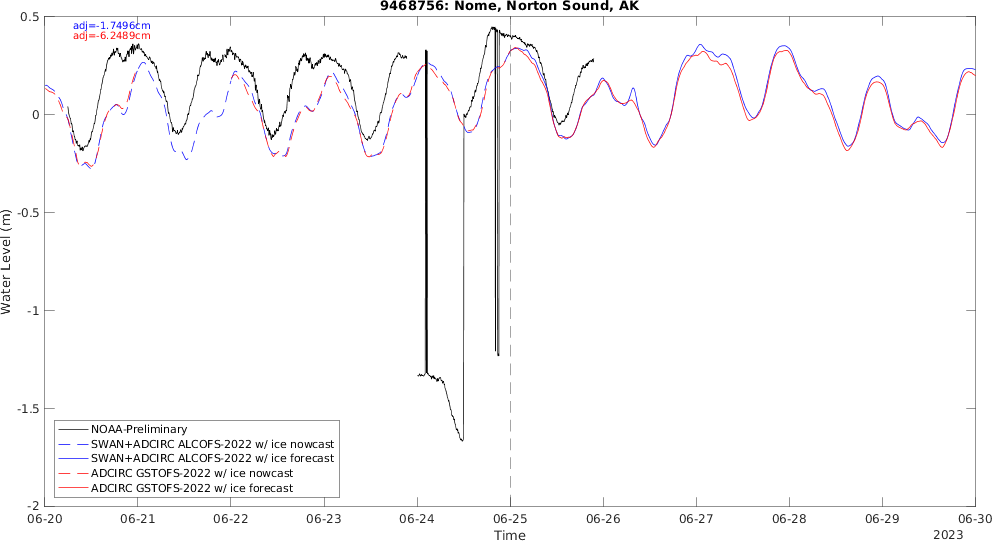 9468756: Nome, Norton Sound, AK
adj=-1.7496cm
adj=-6.2489cm
0.5
0
-0.5
-1
-1.5
-2
Water Level (m)
NOAA-Preliminary
SWAN+ADCIRC ALCOFS-2022 w/ ice nowcast
SWAN+ADCIRC ALCOFS-2022 w/ ice forecast
ADCIRC GSTOFS-2022 w/ ice nowcast
ADCIRC GSTOFS-2022 w/ ice forecast
06-20 06-21 06-22 06-23 06-24 06-25 06-26 06-27 06-28 06-29 06-30
Time
2023